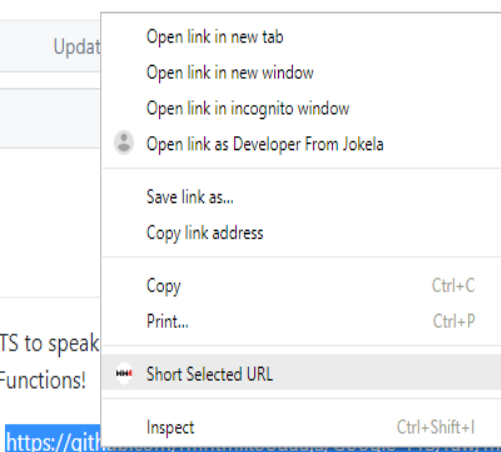 Updat
Open link in new tab
Open link in new window
Open link in incognito window
Open link as Developer From Jokela
Save link as...
Copy link address
Copy Ctrl+C
Print... Ctrl+P
TS to speak
Short Selected URL
Functions!
Inspect Ctrl+Shift+I
https://gith